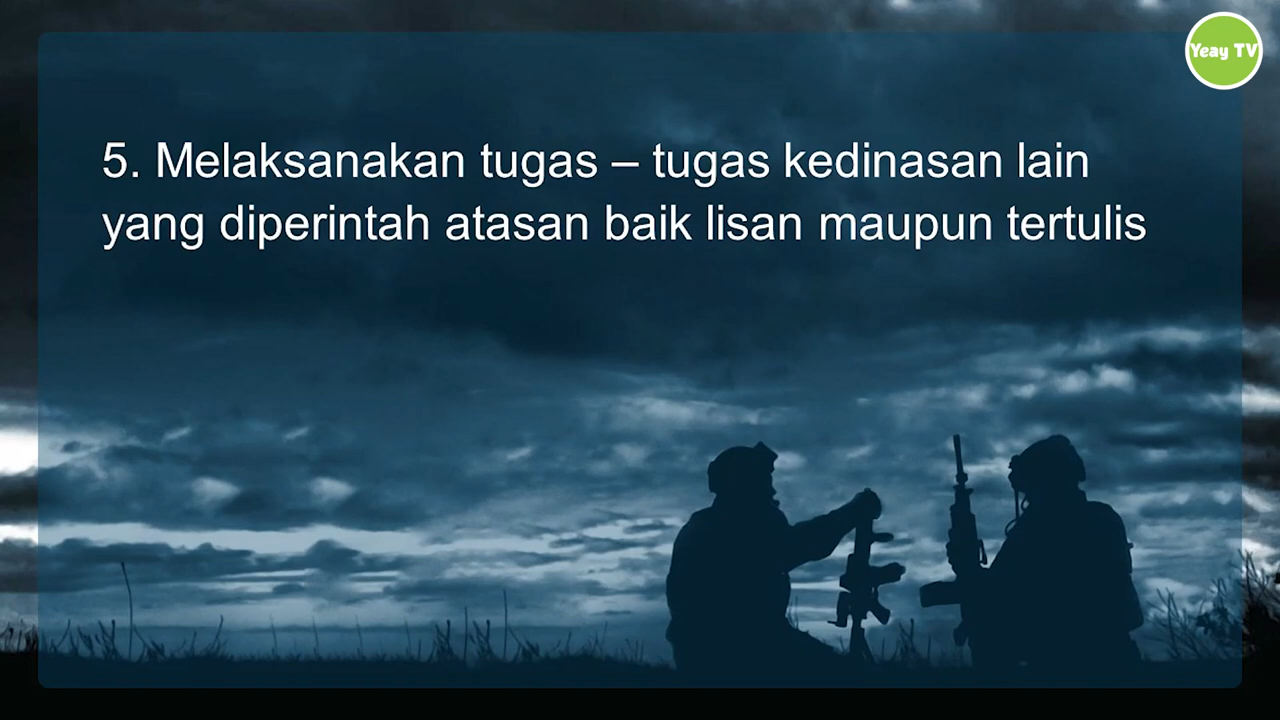 Yeay TV
5. Melaksanakan tugas – tugas kedinasan lain
yang diperintah atasan baik lisan maupun tertulis